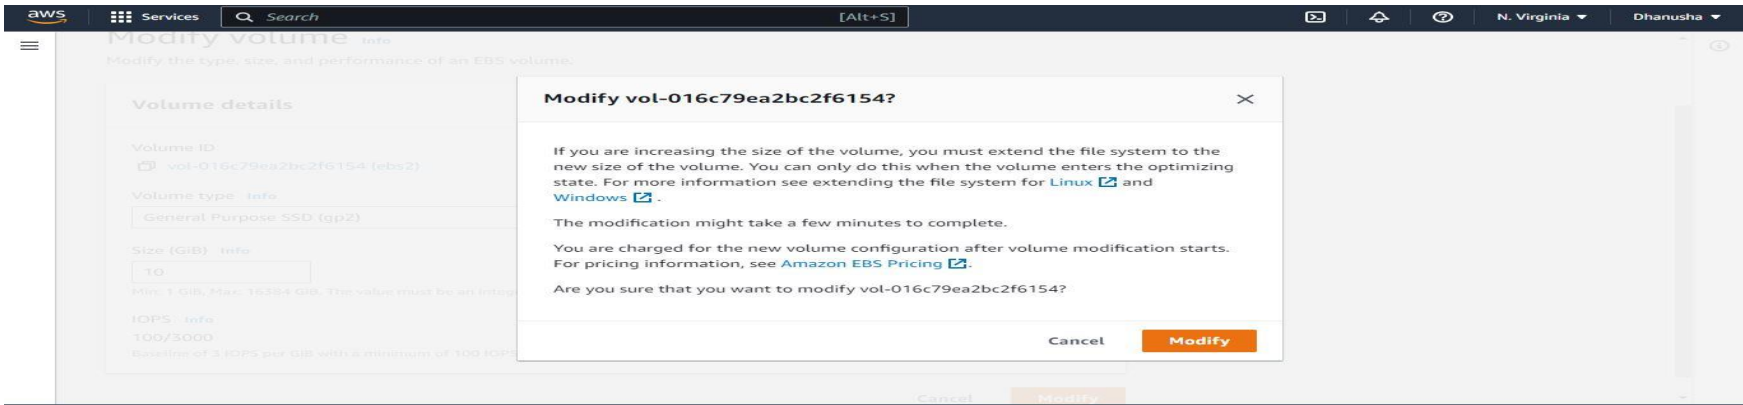 aws
Services
Search
[Alt+S]
N. Virginia
Dhanusha
Modify volume Info
Modify the type, size, and performance of an EBS volume.
Volume details
Volume ID
vol-016c79ea2bc2f6154 (ebs2)
Volume type Info
General Purpose SSD (gp2)
Size (GiB) Info
10
Min: 1 GiB, Max: 16384 GiB. The value must be an integ
IOPS Info
100/3000
Baseline of 3 IOPS per GiB with a minimum of 100 IOPS
Modify vol-016c79ea2bc2f6154?
If you are increasing the size of the volume, you must extend the file system to the
new size of the volume. You can only do this when the volume enters the optimizing
state. For more information see extending the file system for Linux and
Windows .
The modification might take a few minutes to complete.
You are charged for the new volume configuration after volume modification starts.
For pricing information, see Amazon EBS Pricing .
Are you sure that you want to modify vol-016c79ea2bc2f6154?
Cancel Modify
Cancel Modify